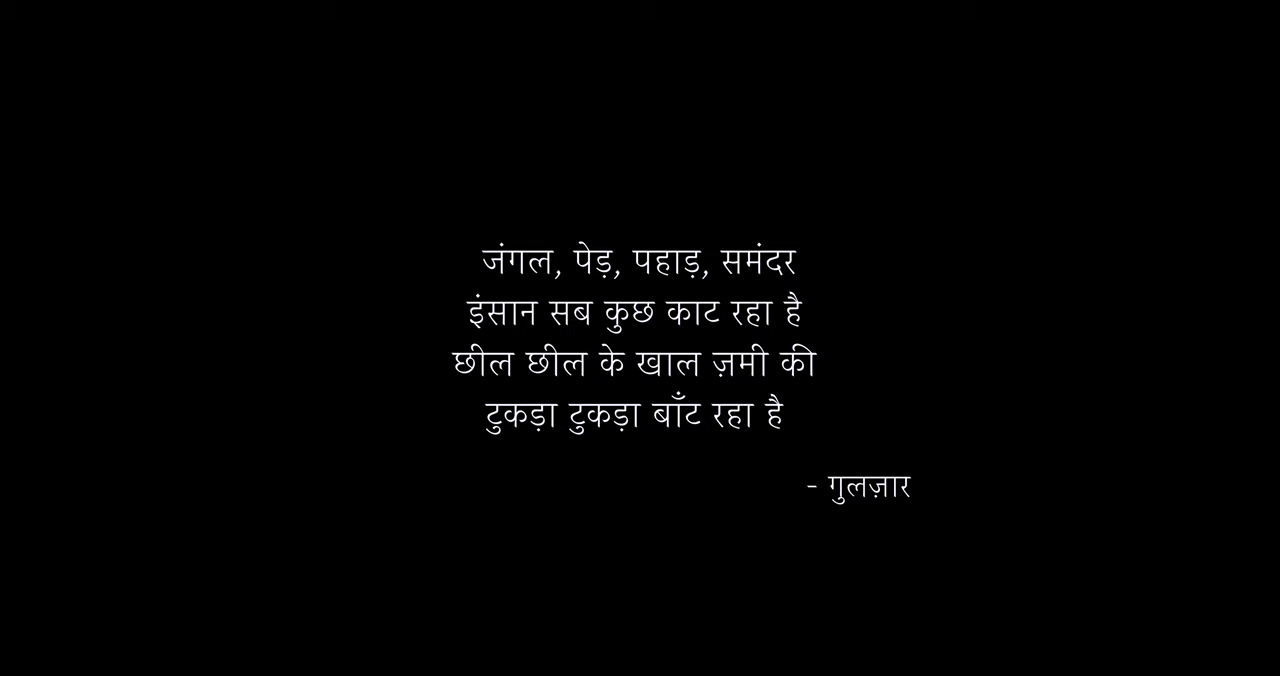 जंगल, पेड़, पहाड़, समंदर
इंसान सब कुछ काट रहा है
छील छील के खाल ज़मी की
टुकड़ा टुकड़ा बाँट रहा है
- गुलज़ार